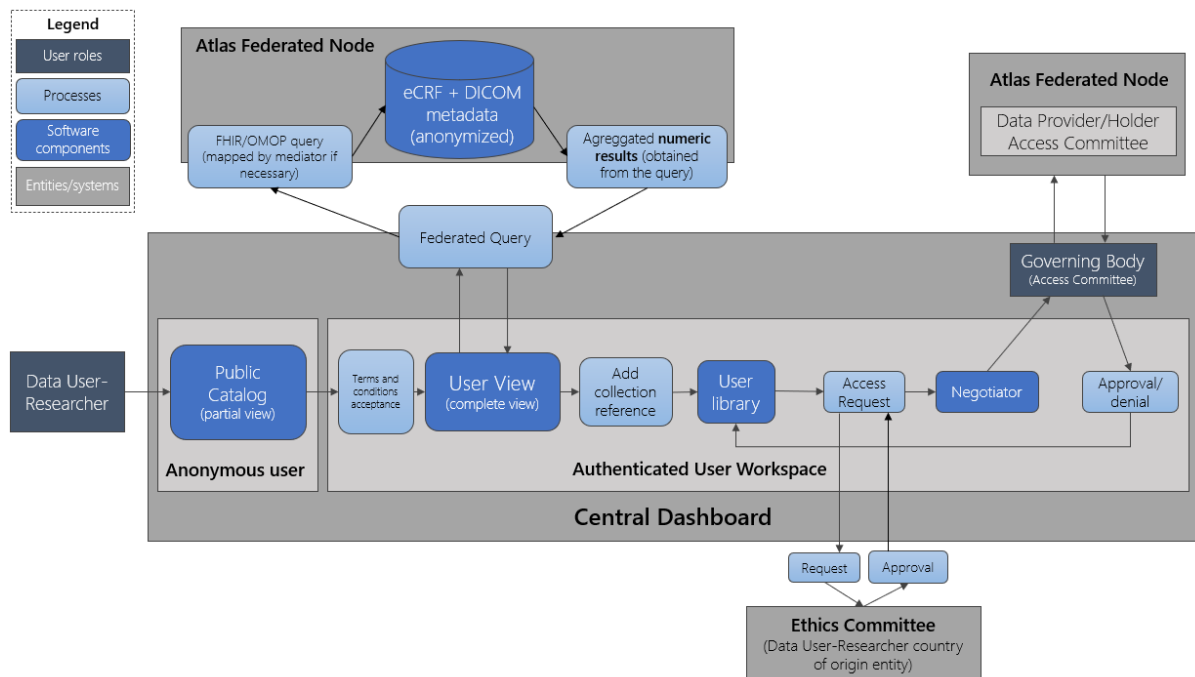 Legend
User roles
Processes
Software
components
Entities/systems
Atlas Federated Node
eCRF + DICOM
metadata
(anonymized)
FHIR/OMOP query
(mapped by mediator if
necessary)
Agreggated numeric
results (obtained
from the query)
Atlas Federated Node
Data Provider/Holder
Access Committee
Federated Query
Governing Body
(Access Committee)
Data User-
Researcher
Public
Catalog
(partial view)
Anonymous user
Terms and
conditions
acceptance
User View
(complete view)
Add
collection
reference
User
library
Access
Request
Negotiator
Approval/
denial
Authenticated User Workspace
Central Dashboard
Request
Approval
Ethics Committee
(Data User-Researcher country
of origin entity)